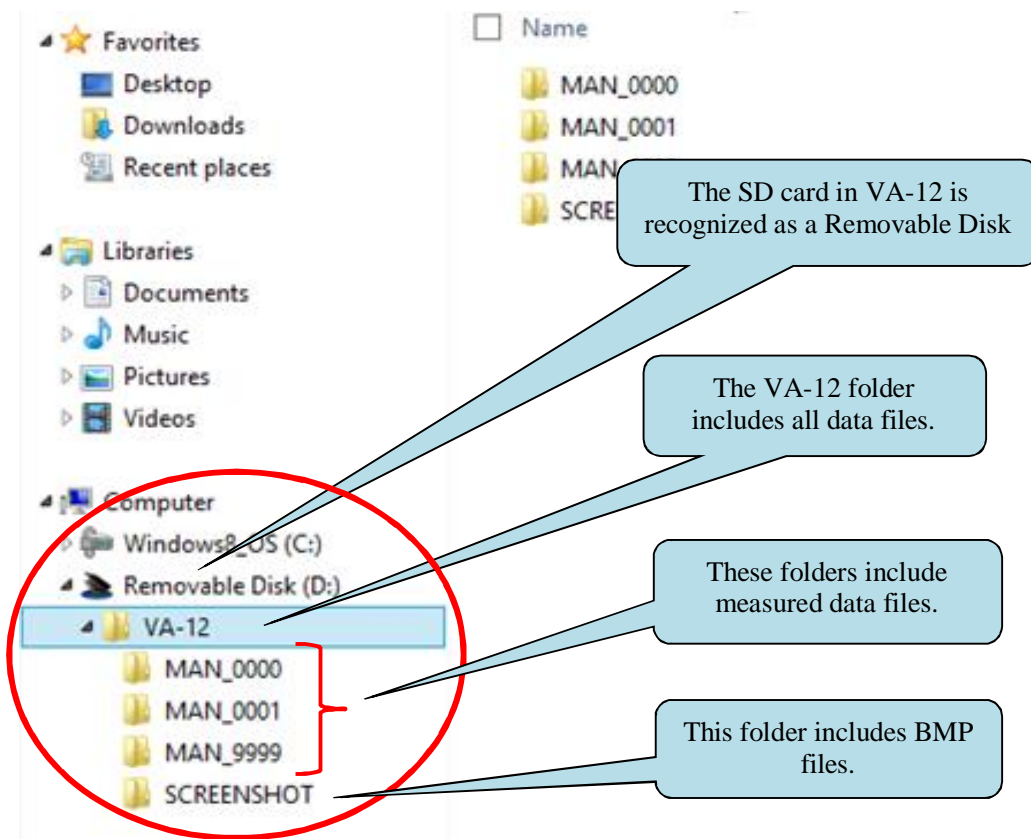 Favorites
Desktop
Downloads
Recent places
Libraries
Documents
Music
Pictures
Videos
Computer
Windows8_OS (C:)
Removable Disk (D:)
VA-12
MAN_0000
MAN_0001
MAN_9999
SCREENSHOT
Name
MAN_0000
MAN_0001
MAN
SCRE
The SD card in VA-12 is
recognized as a Removable Disk
The VA-12 folder
includes all data files.
These folders include
measured data files.
This folder includes BMP
files.